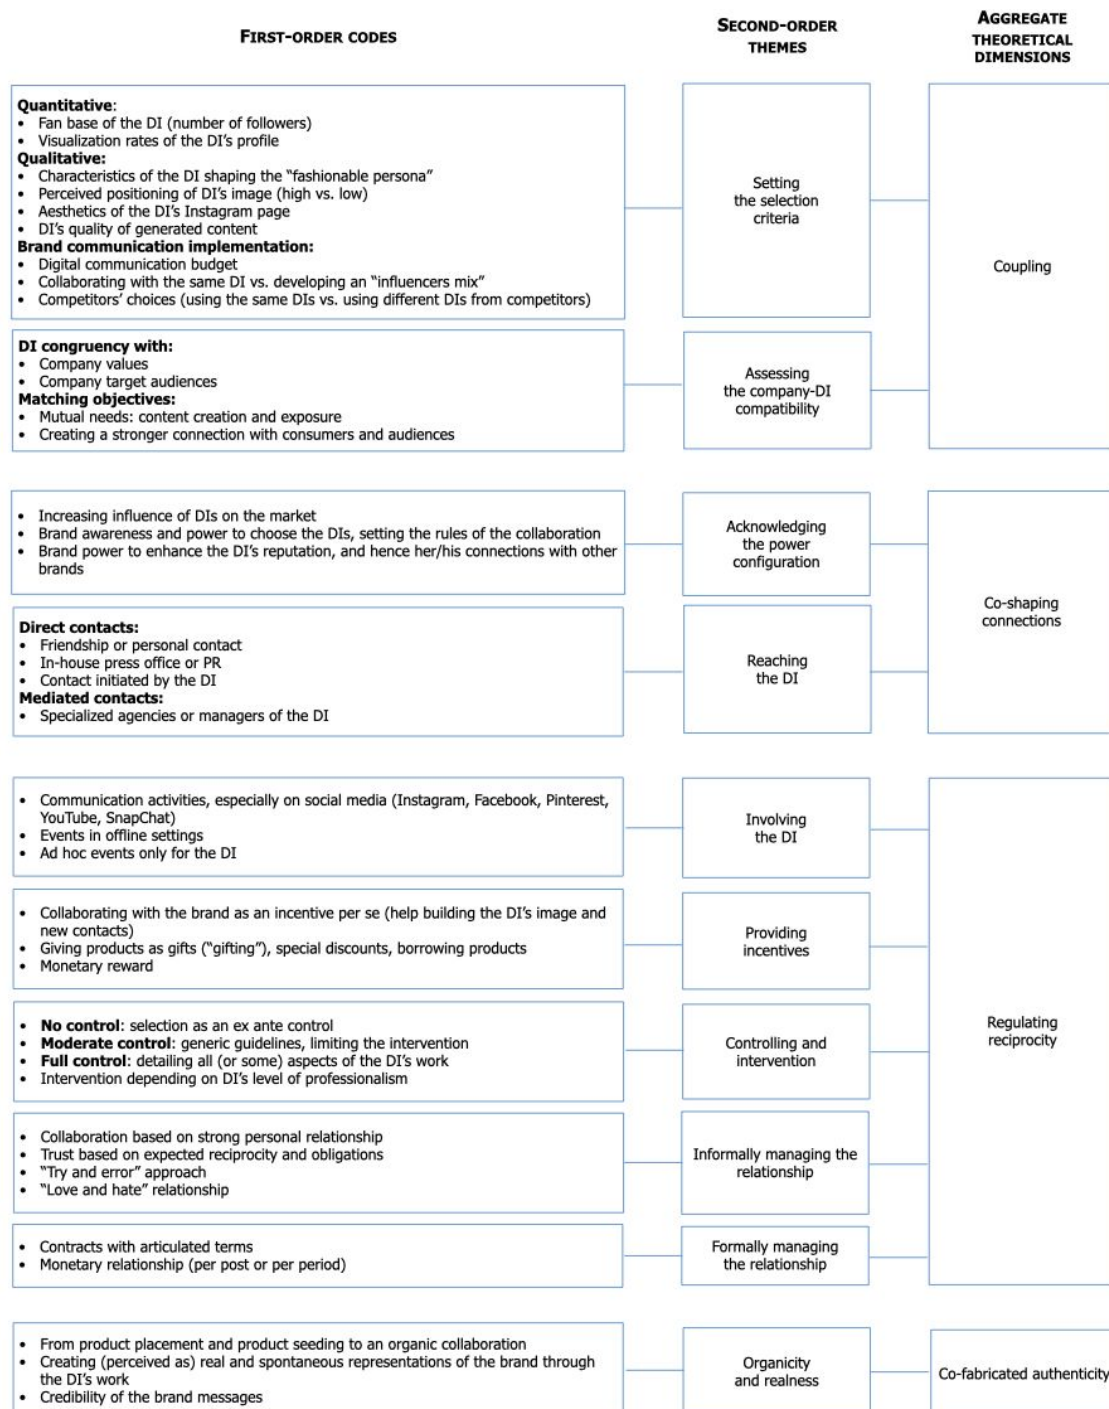 FIRST-ORDER CODES
SECOND-ORDER
THEMES
AGGREGATE
THEORETICAL
DIMENSIONS
Quantitative:
• Fan base of the DI (number of followers)
• Visualization rates of the DI's profile
Qualitative:
• Characteristics of the DI shaping the “fashionable persona”
• Perceived positioning of DI's image (high vs. low)
• Aesthetics of the DI's Instagram page
• DI's quality of generated content
Brand communication implementation:
• Digital communication budget
• Collaborating with the same DI vs. developing an “influencers mix”
• Competitors' choices (using the same DIs vs. using different DIs from competitors)
Setting
the selection
criteria
Coupling
DI congruency with:
• Company values
• Company target audiences
Matching objectives:
• Mutual needs: content creation and exposure
• Creating a stronger connection with consumers and audiences
Assessing
the company-DI
compatibility
• Increasing influence of DIs on the market
• Brand awareness and power to choose the DIs, setting the rules of the collaboration
• Brand power to enhance the DI's reputation, and hence her/his connections with other
brands
Acknowledging
the power
configuration
Co-shaping
connections
Direct contacts:
• Friendship or personal contact
• In-house press office or PR
• Contact initiated by the DI
Mediated contacts:
• Specialized agencies or managers of the DI
Reaching
the DI
• Communication activities, especially on social media (Instagram, Facebook, Pinterest,
YouTube, SnapChat)
• Events in offline settings
• Ad hoc events only for the DI
Involving
the DI
• Collaborating with the brand as an incentive per se (help building the DI's image and
new contacts)
• Giving products as gifts (“gifting”), special discounts, borrowing products
• Monetary reward
Providing
incentives
• No control: selection as an ex ante control
• Moderate control: generic guidelines, limiting the intervention
• Full control: detailing all (or some) aspects of the DI's work
• Intervention depending on DI's level of professionalism
Controlling and
intervention
Regulating
reciprocity
• Collaboration based on strong personal relationship
• Trust based on expected reciprocity and obligations
• “Try and error” approach
• “Love and hate” relationship
Informally managing the
relationship
• Contracts with articulated terms
• Monetary relationship (per post or per period)
Formally managing
the relationship
• From product placement and product seeding to an organic collaboration
• Creating (perceived as) real and spontaneous representations of the brand through
the DI's work
• Credibility of the brand messages
Organicity
and realness
Co-fabricated authenticity